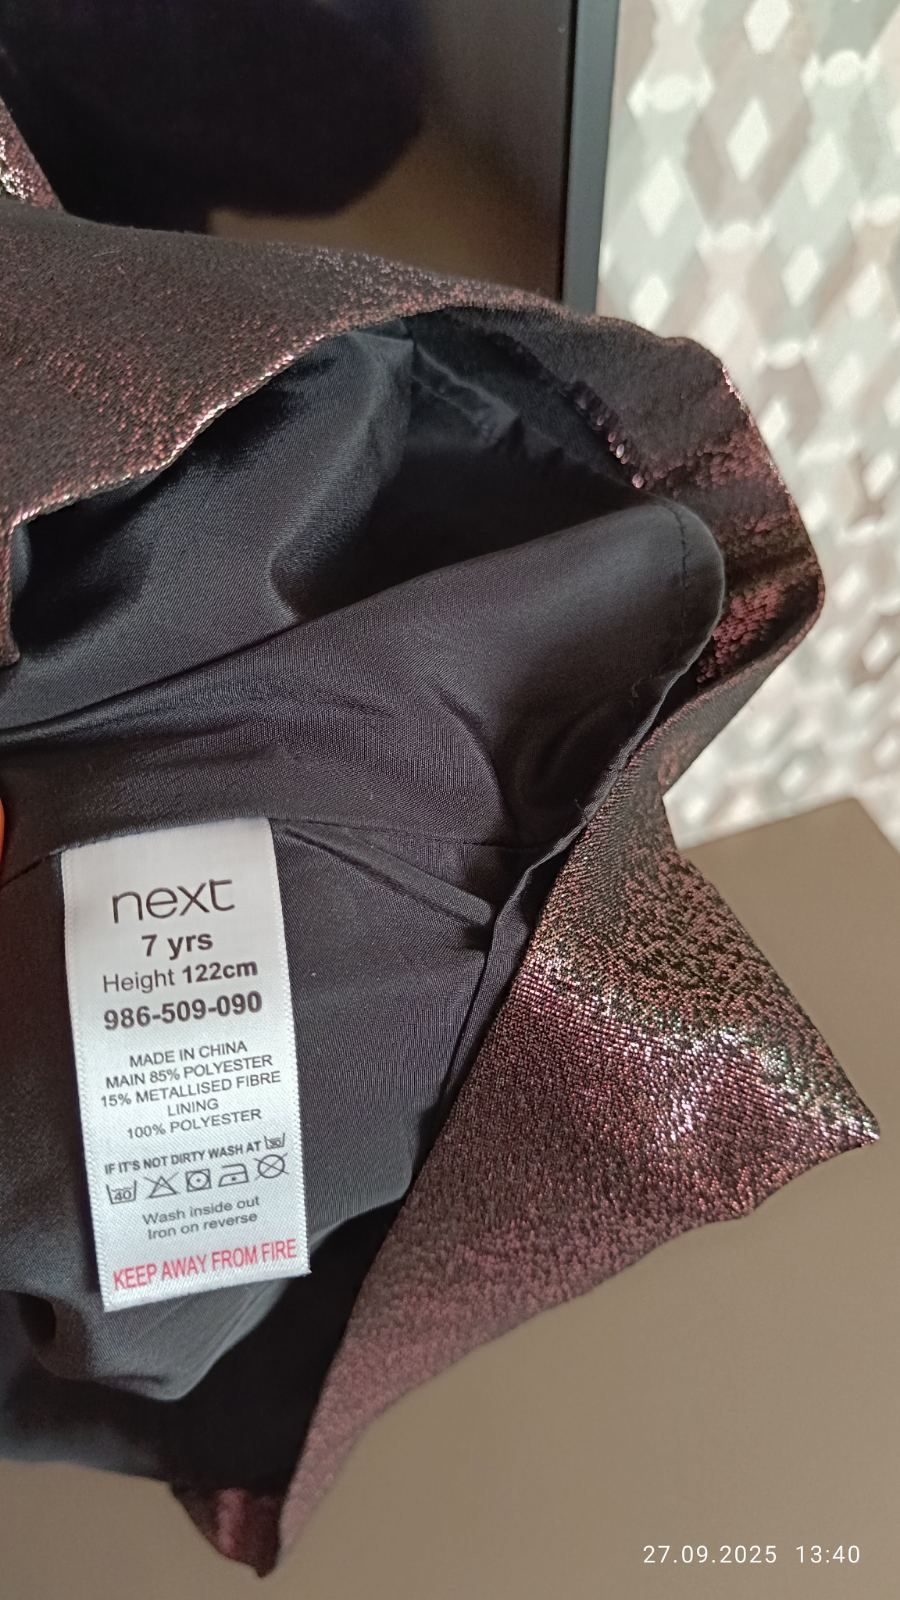 next
7 yrs
Height 122cm
986-509-090
MADE IN CHINA
MAIN 85% POLYESTER
15% METALLISED FIBRE
LINING
100% POLYESTER
IF IT'S NOT DIRTY WASH AT 30
40
Wash inside out
Iron on reverse
KEEP AWAY FROM FIRE
27.09.2025 13:40